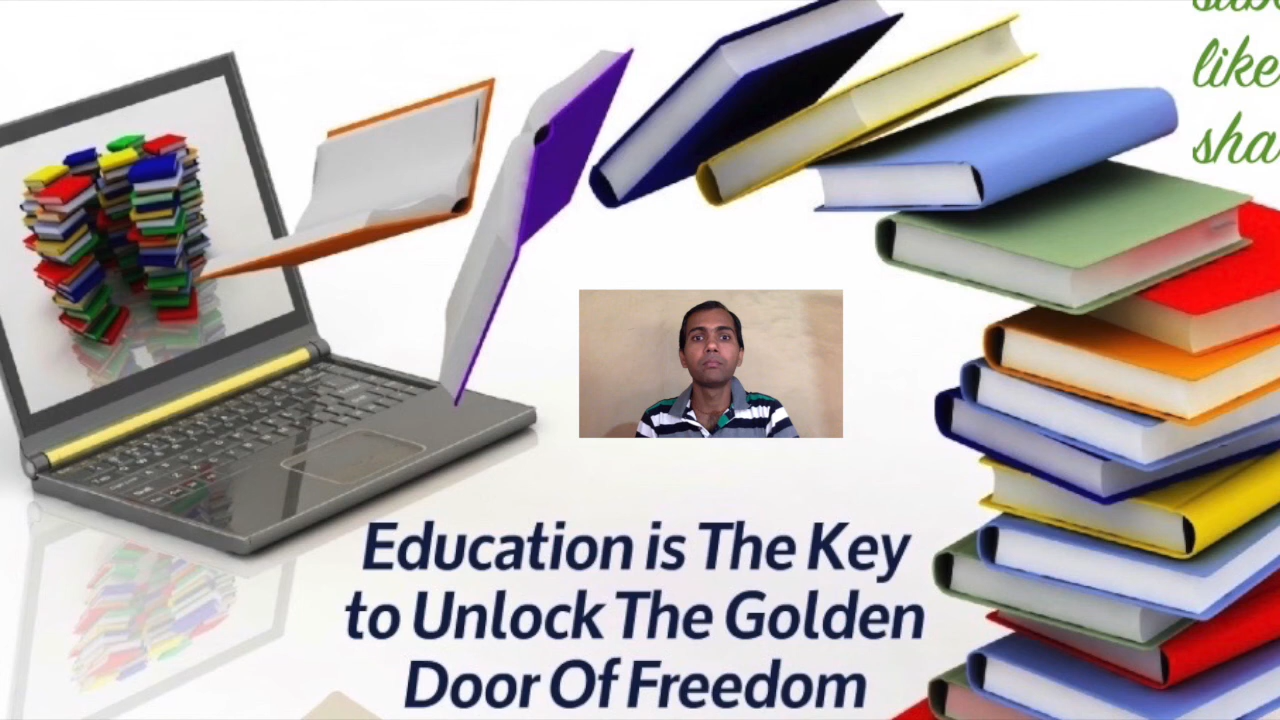 like
sha
Education is The Key
to Unlock The Golden
Door Of Freedom